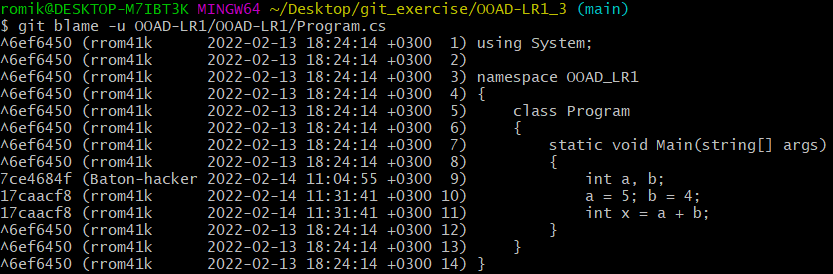 romik@DESKTOP-M7IBT3K MINGW64 ~/Desktop/git_exercise/OOAD-LR1_3 (main)
$ git blame -u OOAD-LR1/OOAD-LR1/Program.cs
^6ef6450 (rrom41k      2022-02-13 18:24:14 +0300  1) using System;
^6ef6450 (rrom41k      2022-02-13 18:24:14 +0300  2)
^6ef6450 (rrom41k      2022-02-13 18:24:14 +0300  3) namespace OOAD_LR1
^6ef6450 (rrom41k      2022-02-13 18:24:14 +0300  4) {
^6ef6450 (rrom41k      2022-02-13 18:24:14 +0300  5)     class Program
^6ef6450 (rrom41k      2022-02-13 18:24:14 +0300  6)     {
^6ef6450 (rrom41k      2022-02-13 18:24:14 +0300  7)         static void Main(string[] args)
^6ef6450 (rrom41k      2022-02-13 18:24:14 +0300  8)         {
7ce4684f (Baton-hacker 2022-02-14 11:04:55 +0300  9)             int a, b;
17caacf8 (rrom41k      2022-02-14 11:31:41 +0300 10)             a = 5; b = 4;
17caacf8 (rrom41k      2022-02-14 11:31:41 +0300 11)             int x = a + b;
^6ef6450 (rrom41k      2022-02-13 18:24:14 +0300 12)         }
^6ef6450 (rrom41k      2022-02-13 18:24:14 +0300 13)     }
^6ef6450 (rrom41k      2022-02-13 18:24:14 +0300 14) }